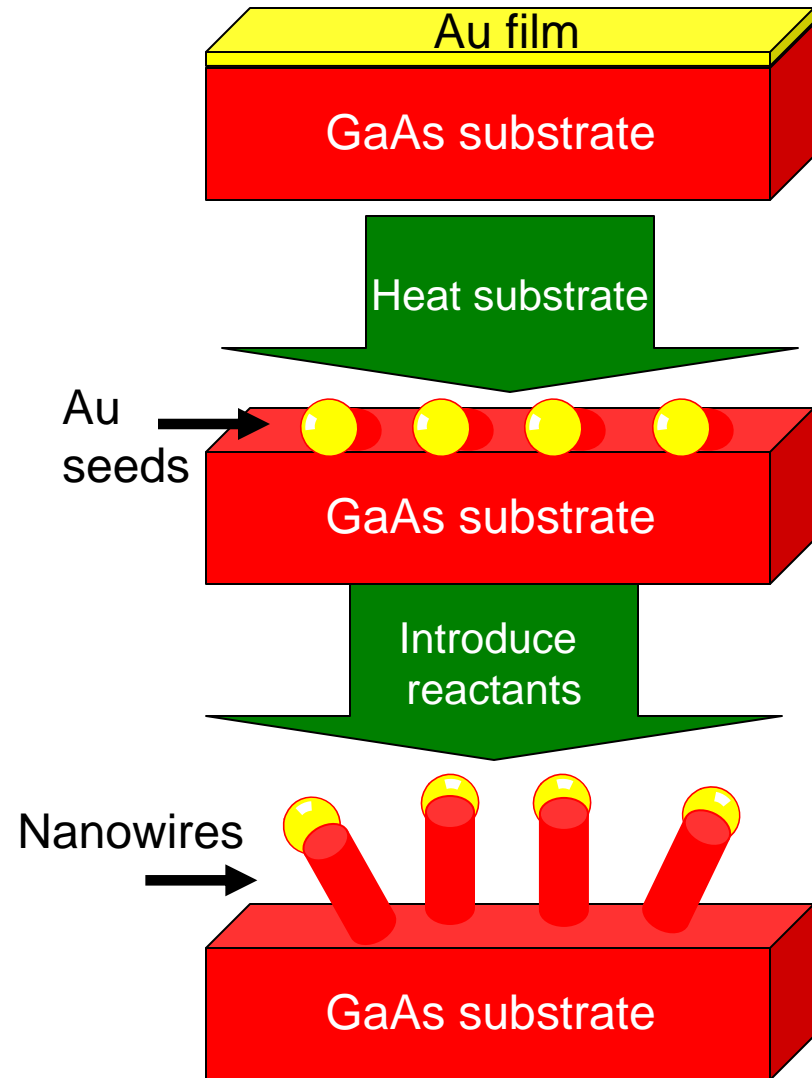 Au film
GaAs substrate
Heat substrate
Au
seeds
GaAs substrate
Introduce
reactants
Nanowires
GaAs substrate